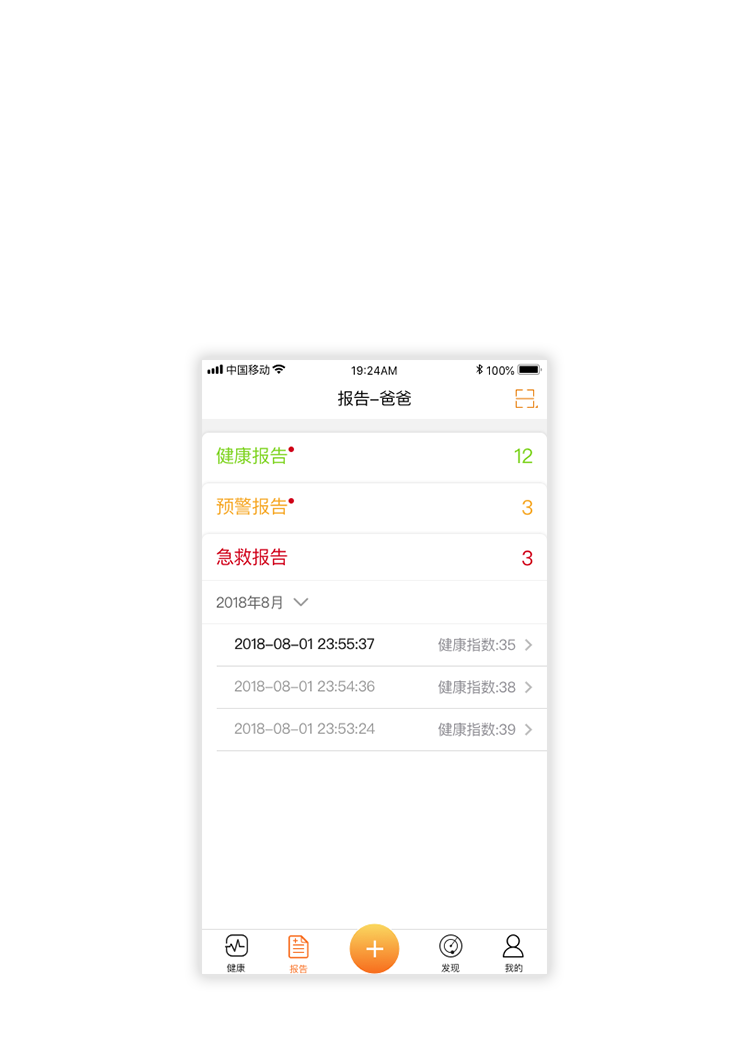 中国移动 19:24AM 100%
报告–爸爸
健康报告 12
预警报告 3
急救报告 3
2018年8月
2018–08–01 23:55:37 健康指数:35
2018–08–01 23:54:36 健康指数:38
2018–08–01 23:53:24 健康指数:39
健康 报告 发现 我的